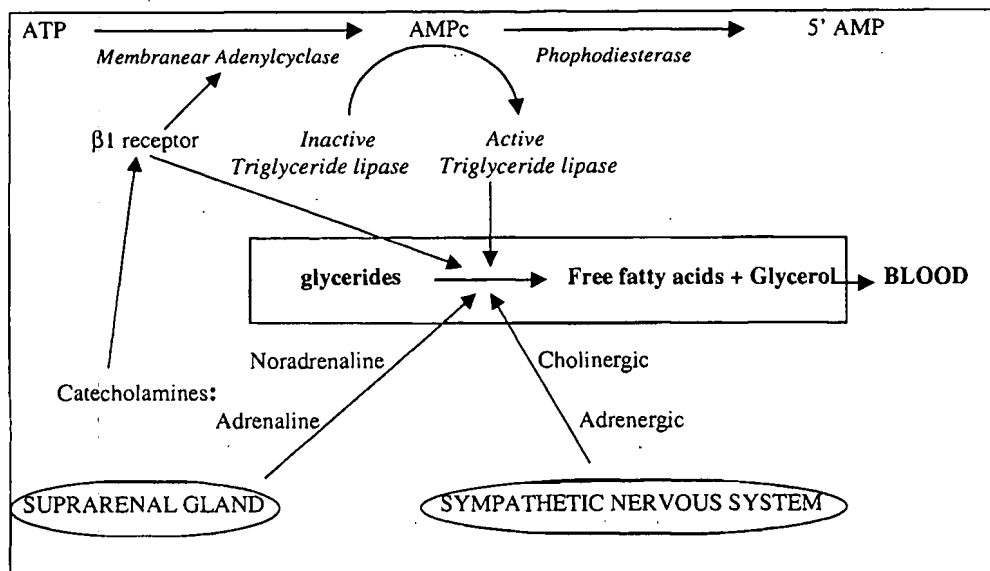 ATP AMPc 5' AMP
Membranear Adenylcyclase Phophodiesterase
β1 receptor Inactive Active
Triglyceride lipase Triglyceride lipase
glycerides Free fatty acids + Glycerol BLOOD
Noradrenaline Cholinergic
Catecholamines:
Adrenaline Adrenergic
SUPRARENAL GLAND SYMPATHETIC NERVOUS SYSTEM